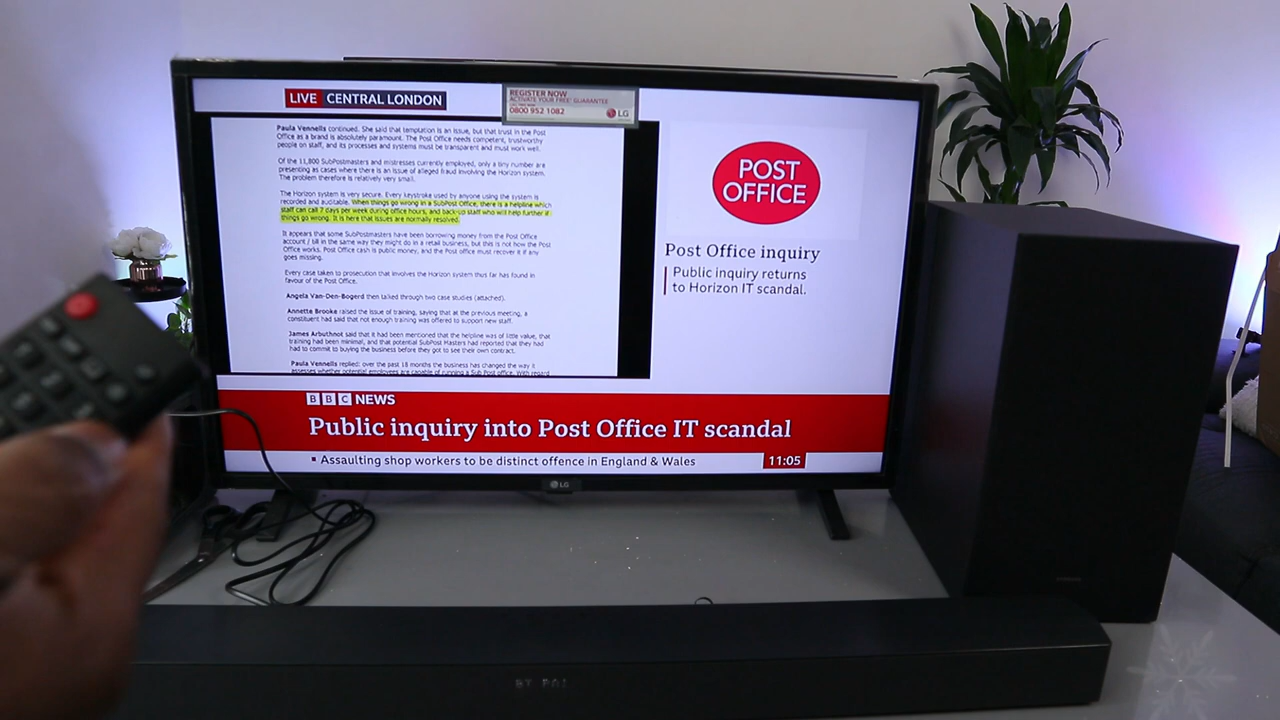 LIVE CENTRAL LONDON
REGISTER NOW
ACTIVATE YOUR FREE* GUARANTEE
0800 952 1082
LG
Paula Vennells continued. She said that temptation is an issue, but that trust in the Post
Office as a brand is absolutely paramount. The Post Office needs competent, trustworthy
people on staff, and its processes and systems must be transparent and must work well.
Of the 11,800 SubPostmasters and mistresses currently employed, only a tiny number are
presenting as cases where there is an issue of alleged fraud involving the Horizon system.
The problem therefore is relatively very small.
The Horizon system is very secure. Every keystroke used by anyone using the system is
recorded and auditable. When things go wrong in a SubPost Office, there is a helpline which
staff can call 7 days per week during office hours, and back-up staff who will help further if
things go wrong. It is here that issues are normally resolved.
It appears that some SubPostmasters have been borrowing money from the Post Office
account / till in the same way they might do in a retail business, but this is not how the Post
Office works. Post Office cash is public money, and the Post Office must recover it if any
goes missing.
Every case taken to prosecution that involves the Horizon system thus far has found in
favour of the Post Office.
Angela Van-Den-Bogerd then talked through two case studies (attached).
Annette Brooke raised the issue of training, saying that at the previous meeting, a
constituent had said that not enough training was offered to support new staff.
James Arbuthnot said that it had been mentioned that the helpline was of little value, that
training had been minimal, and that potential SubPost Masters had reported that they had
had to commit to buying the business before they got to see their own contract.
Paula Vennells replied: over the past 18 months the business has changed the way it
assesses whether potential employees are capable of running a Sub Post office. With regard
POST
OFFICE
Post Office inquiry
Public inquiry returns
to Horizon IT scandal.
BBC NEWS
Public inquiry into Post Office IT scandal
Assaulting shop workers to be distinct offence in England & Wales
11:05
LG